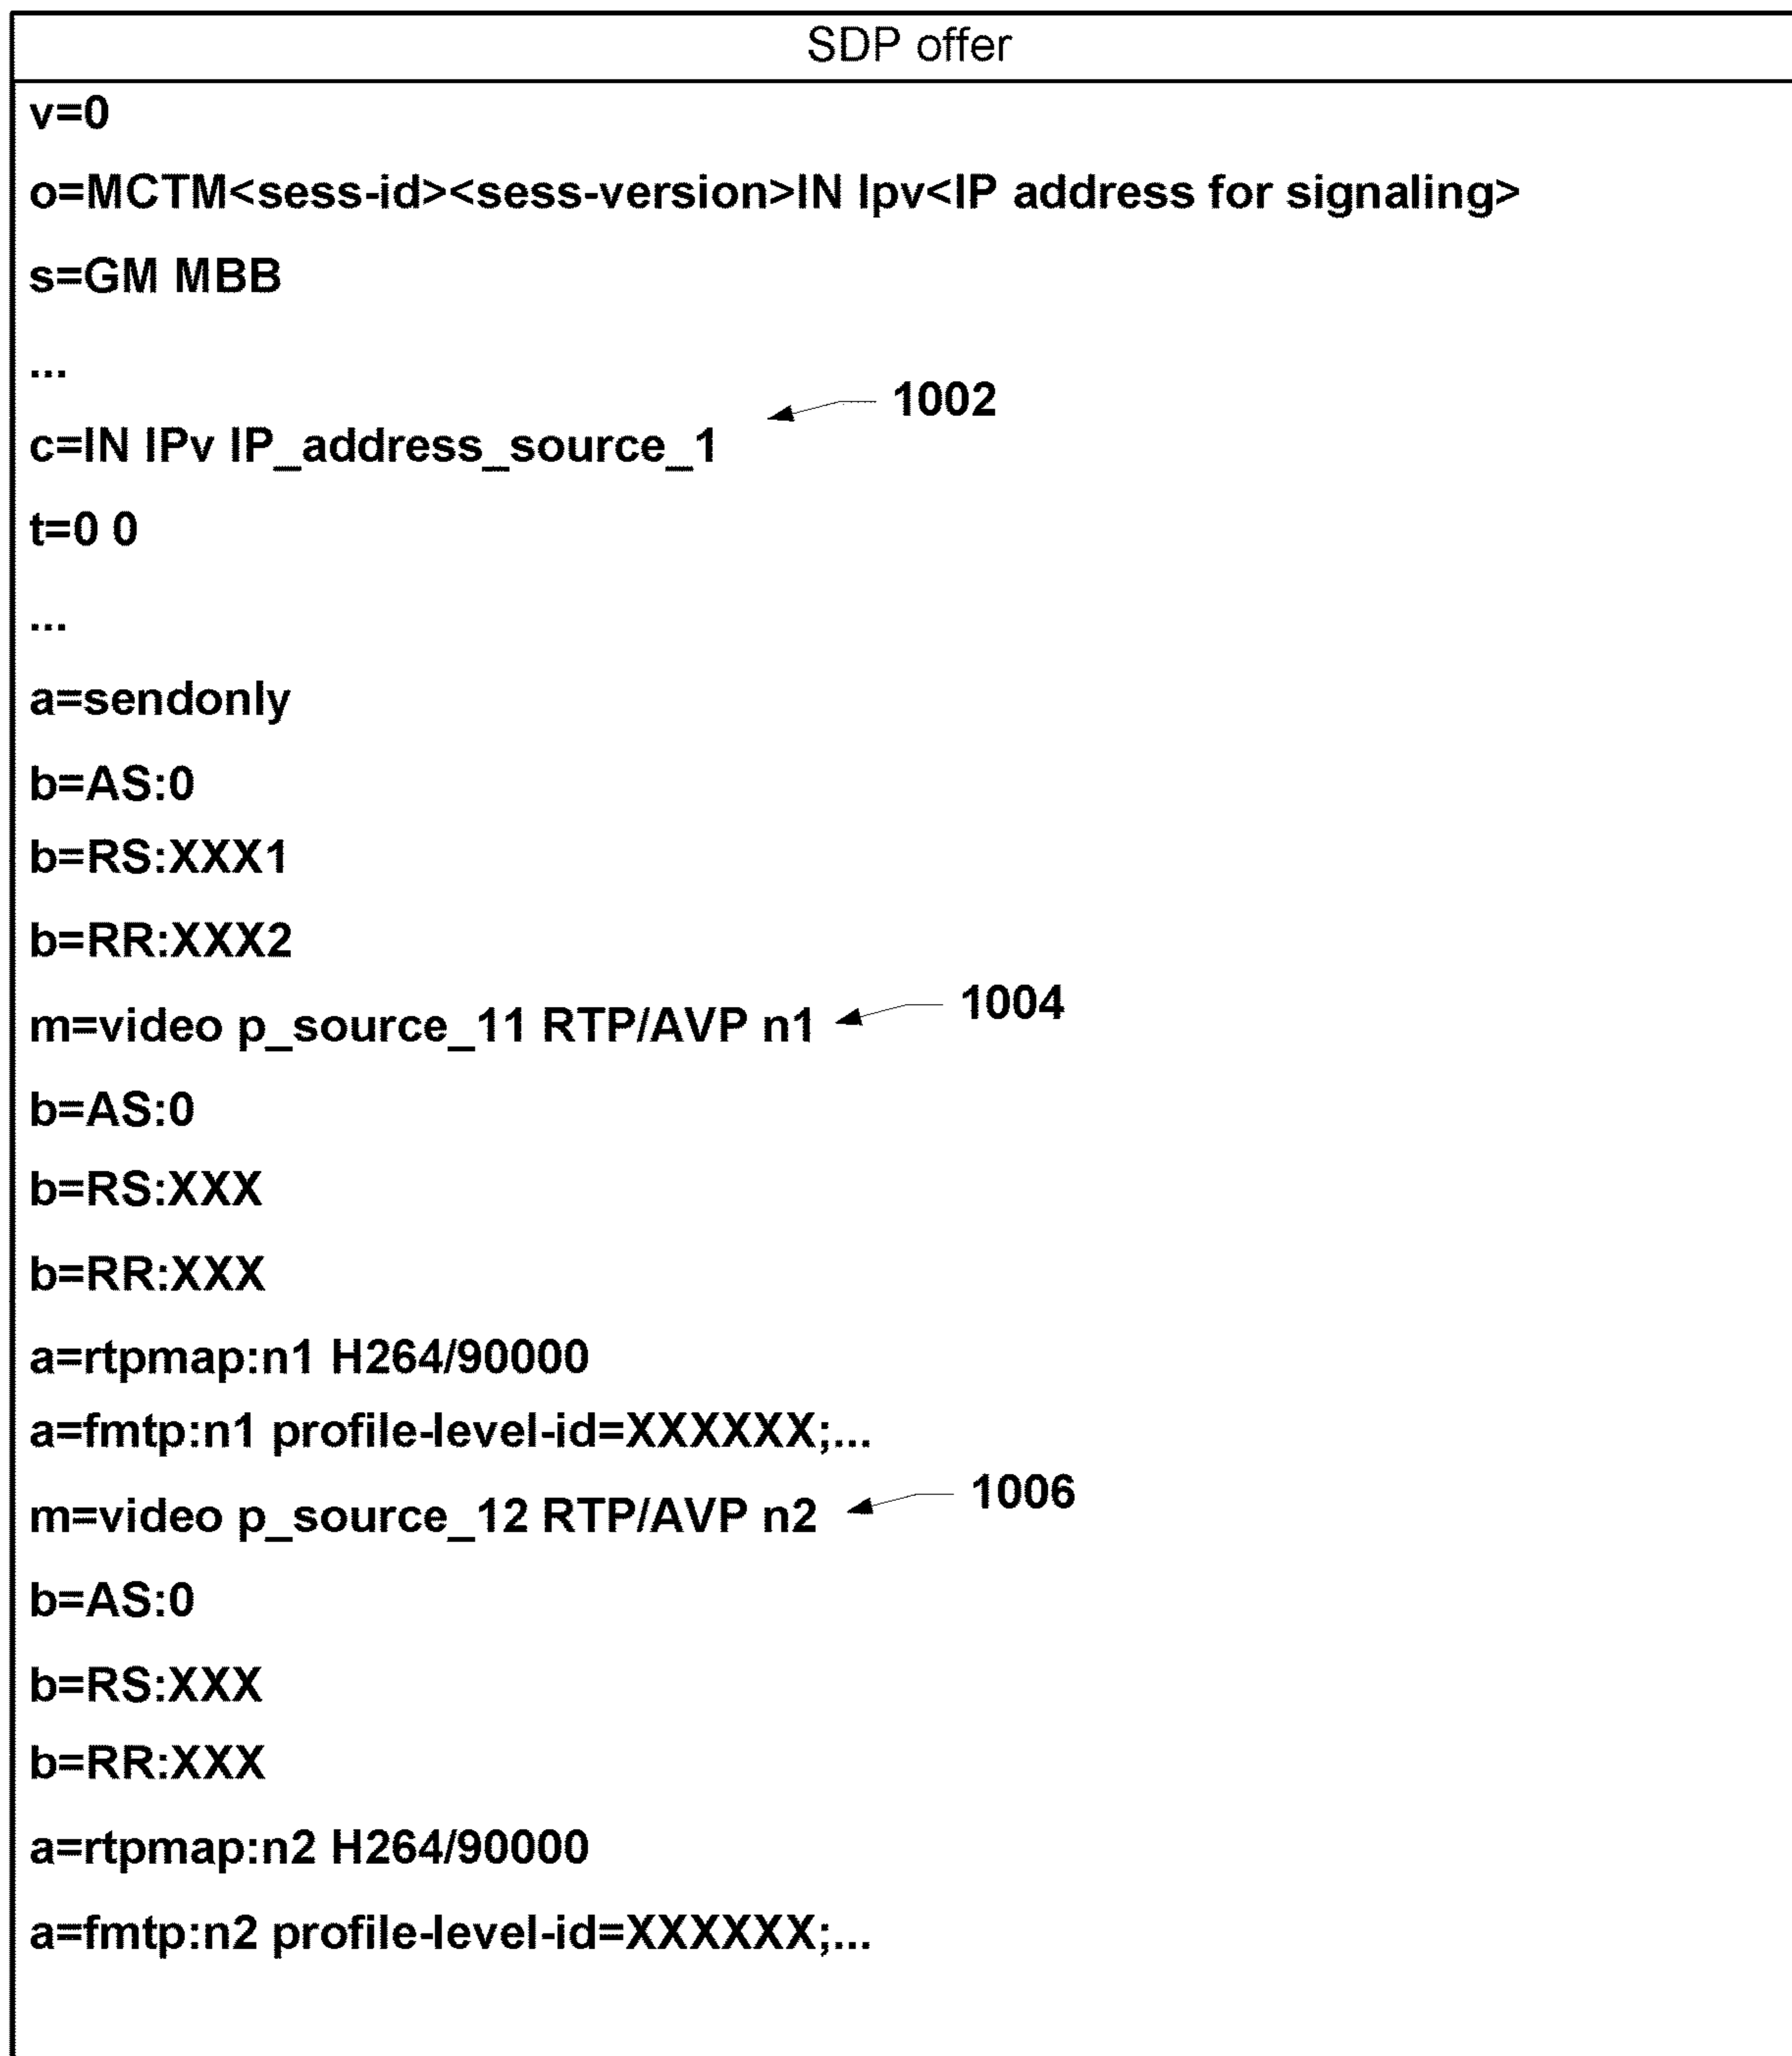 SDP offer
v=0
o=MCTM<sess-id><sess-version>IN Ipv<IP address for signaling>
s=GM MBB
...
1002
c=IN IPv IP_address_source_1
t=0 0
...
a=sendonly
b=AS:0
b=RS:XXX1
b=RR:XXX2
m=video p_source_11 RTP/AVP n1 1004
b=AS:0
b=RS:XXX
b=RR:XXX
a=rtpmap:n1 H264/90000
a=fmtp:n1 profile-level-id=XXXXXX;...
m=video p_source_12 RTP/AVP n2 1006
b=AS:0
b=RS:XXX
b=RR:XXX
a=rtpmap:n2 H264/90000
a=fmtp:n2 profile-level-id=XXXXXX;...